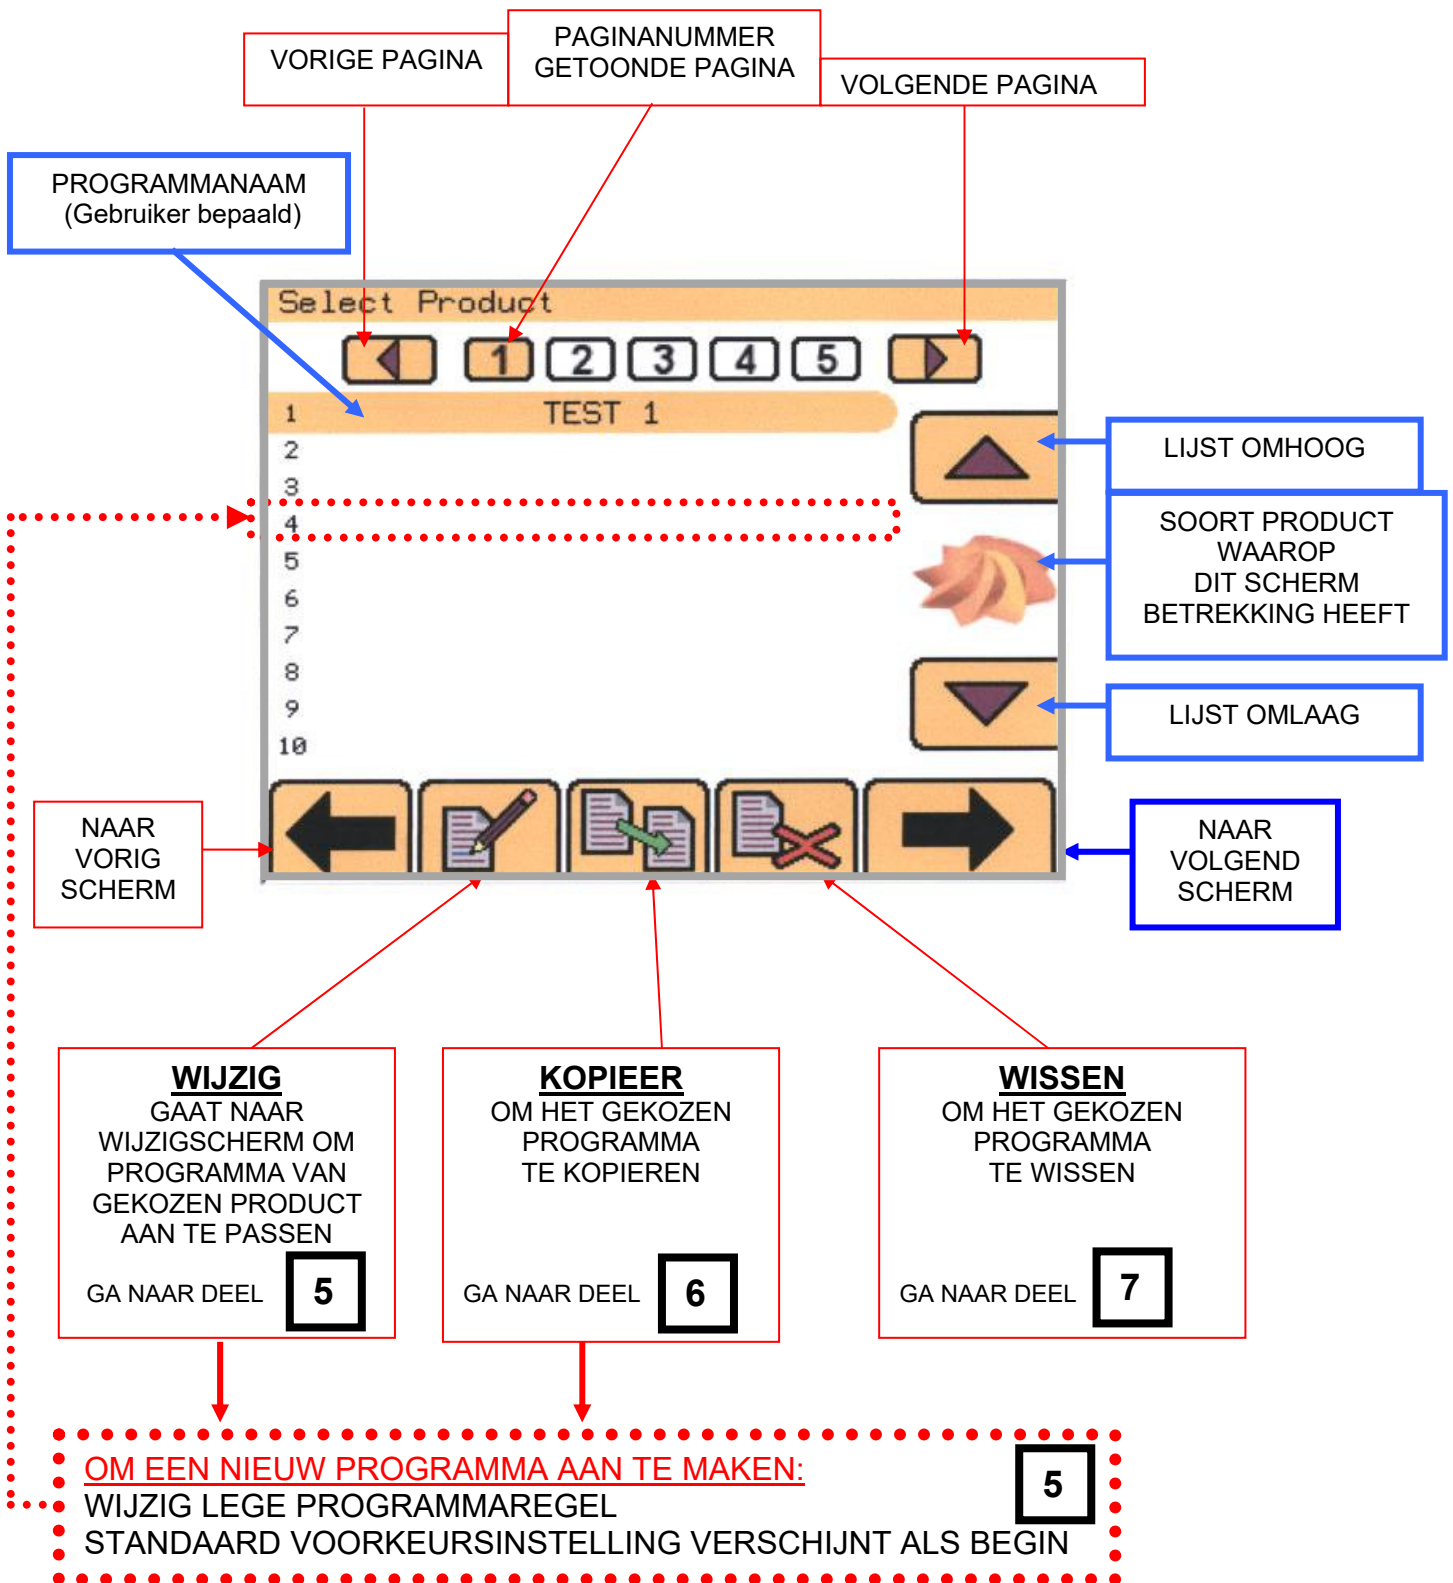 VORIGE PAGINA
PAGINANUMMER
GETOONDE PAGINA
VOLGENDE PAGINA
PROGRAMMANAAM
(Gebruiker bepaald)
Select Product
1 2 3 4 5
1 TEST 1
2
3
4
5
6
7
8
9
10
LIJST OMHOOG
SOORT PRODUCT
WAAROP
DIT SCHERM
BETREKKING HEEFT
LIJST OMLAAG
NAAR
VORIG
SCHERM
NAAR
VOLGEND
SCHERM
WIJZIG
GAAT NAAR
WIJZIGSCHERM OM
PROGRAMMA VAN
GEKOZEN PRODUCT
AAN TE PASSEN
GA NAAR DEEL 5
KOPIEER
OM HET GEKOZEN
PROGRAMMA
TE KOPIEREN
GA NAAR DEEL 6
WISSEN
OM HET GEKOZEN
PROGRAMMA
TE WISSEN
GA NAAR DEEL 7
OM EEN NIEUW PROGRAMMA AAN TE MAKEN: 5
WIJZIG LEGE PROGRAMMAREGEL
STANDAARD VOORKEURSINSTELLING VERSCHIJNT ALS BEGIN